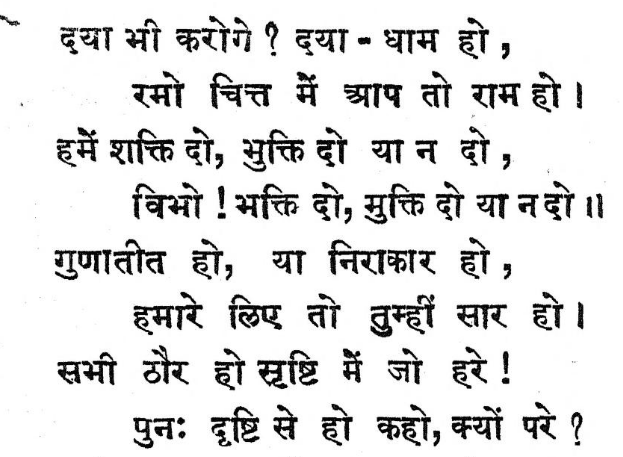 दया भी करोगे ? दया - धाम हो,
रमो चित्त में आप तो राम हो।
हमें शक्ति दो, भुक्ति दो या न दो,
विभो ! भक्ति दो, मुक्ति दो या न दो॥
गुणातीत हो, या निराकार हो,
हमारे लिए तो तुम्हीं सार हो।
सभी ठौर हो सृष्टि में जो हरे !
पुनः दृष्टि से हो कहो, क्यों परे ?